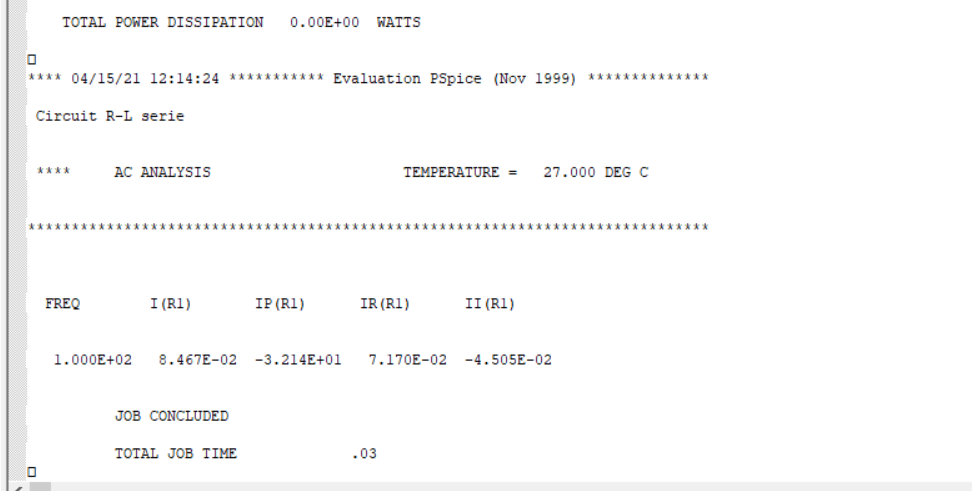 TOTAL POWER DISSIPATION 0.00E+00 WATTS
**** 04/15/21 12:14:24 *********** Evaluation PSpice (Nov 1999) **************
Circuit R-L serie
**** AC ANALYSIS TEMPERATURE = 27.000 DEG C
******************************************************************************
FREQ I(R1) IP(R1) IR(R1) II(R1)
1.000E+02 8.467E-02 -3.214E+01 7.170E-02 -4.505E-02
JOB CONCLUDED
TOTAL JOB TIME .03